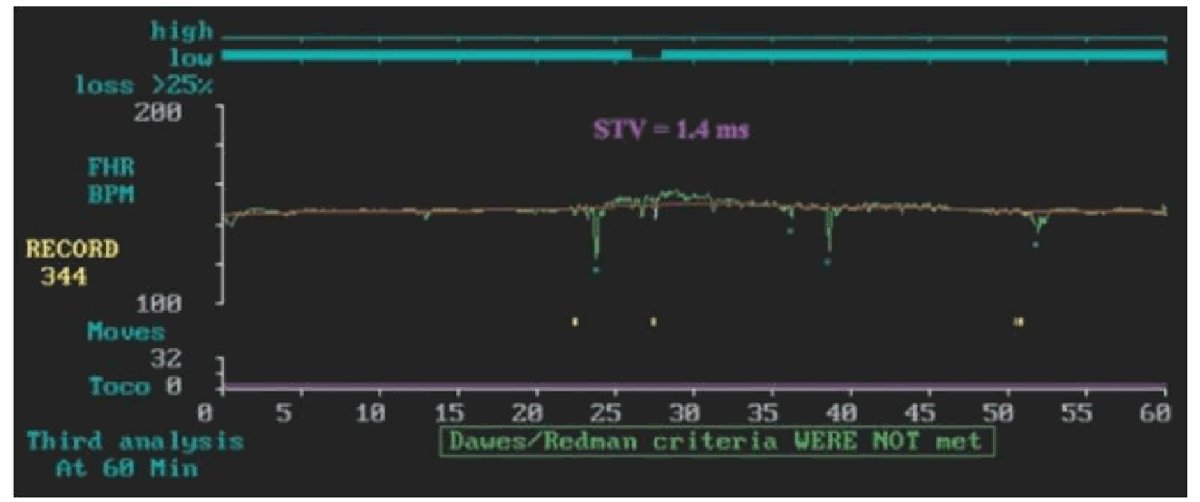 high
low
loss >25%
200
STV = 1.4 ms
FHR
BPM
RECORD
344
100
Moves
32
Toco 0
0 5 10 15 20 25 30 35 40 45 50 55 60
Third analysis
At 60 Min
Dawes/Redman criteria WERE NOT met